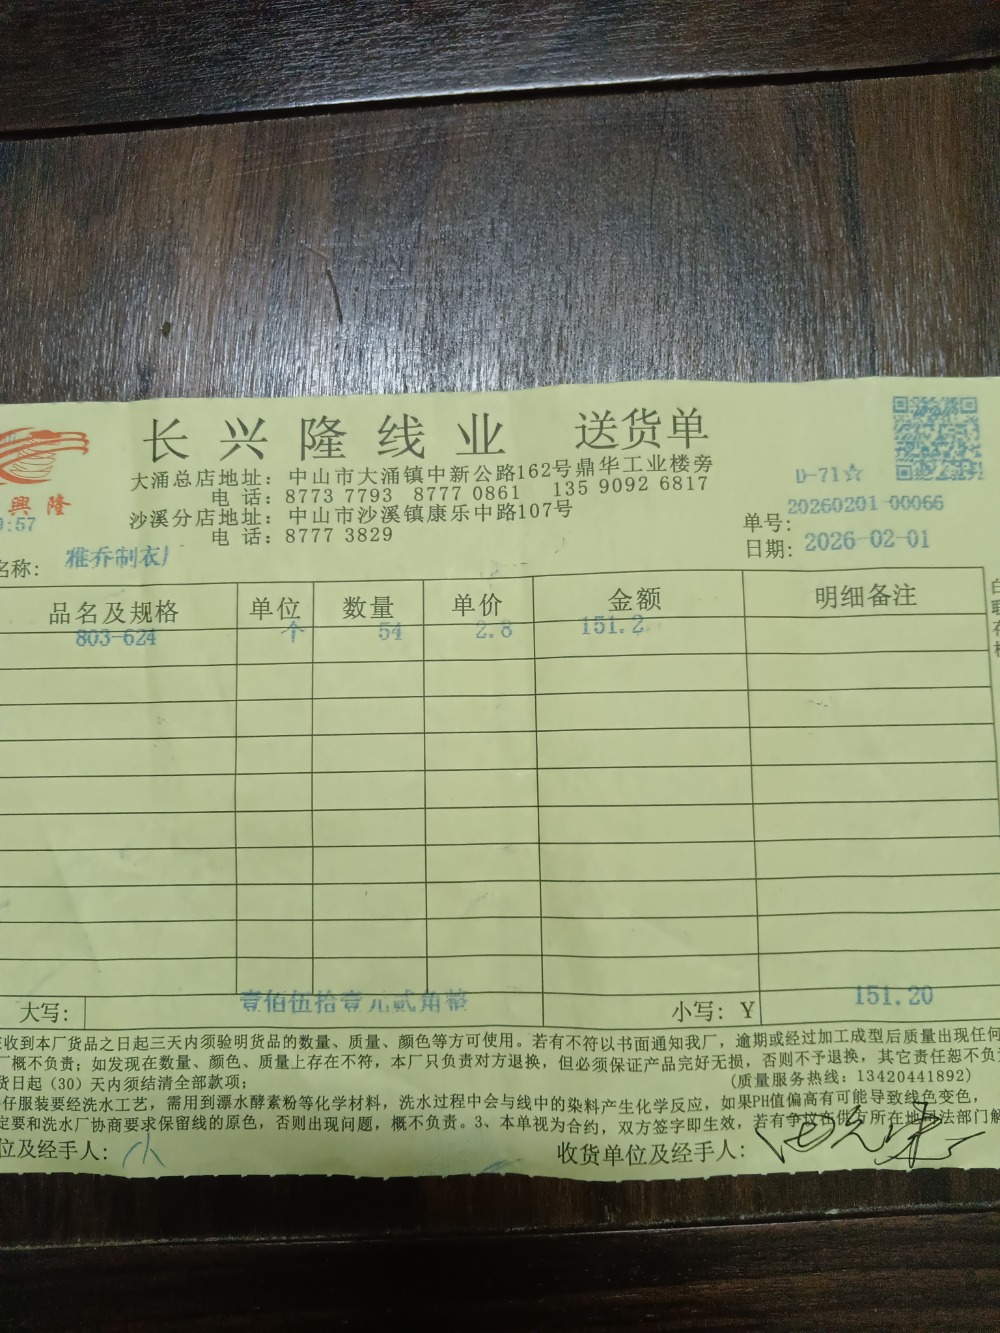 长兴隆线业 送货单
興隆
大涌总店地址：中山市大涌镇中新公路162号鼎华工业楼旁
电 话：8773 7793 8777 0861 135 9092 6817
沙溪分店地址：中山市沙溪镇康乐中路107号
电 话：8777 3829
D-71☆
单号：20260201-00066
日期：2026-02-01
:57
名称：雅乔制衣厂
品名及规格 单位 数量 单价 金额 明细备注
803-624 个 54 2.8 151.2
大写：壹佰伍拾壹元贰角整 小写：Y 151.20
收到本厂货品之日起三天内须验明货品的数量、质量、颜色等方可使用。若有不符以书面通知我厂，逾期或经过加工成型后质量出现任何
厂概不负责；如发现在数量、颜色、质量上存在不符，本厂只负责对方退换，但必须保证产品完好无损，否则不予退换，其它责任恕不负
货日起（30）天内须结清全部款项； (质量服务热线：13420441892)
仔服装要经洗水工艺，需用到漂水酵素粉等化学材料，洗水过程中会与线中的染料产生化学反应，如果PH值偏高有可能导致线色变色，
定要和洗水厂协商要求保留线的原色，否则出现问题，概不负责。3、本单视为合约，双方签字即生效，若有争议在供方所在地司法部门解
位及经手人：小 收货单位及经手人：